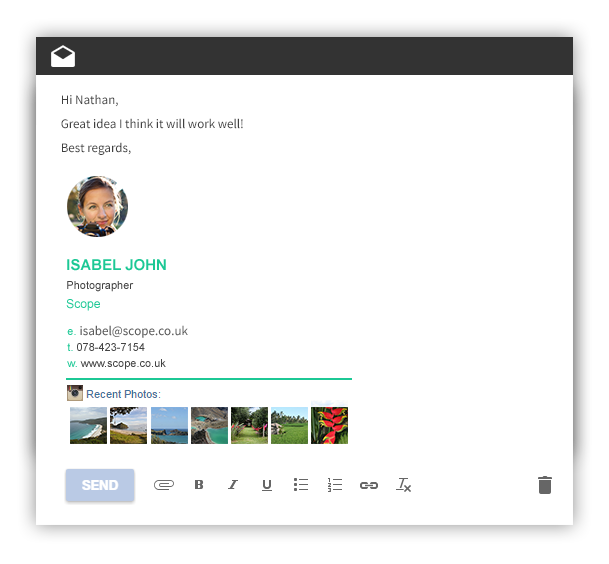 Hi Nathan,
Great idea I think it will work well!
Best regards,
ISABEL JOHN
Photographer
Scope
e. isabel@scope.co.uk
t. 078-423-7154
w. www.scope.co.uk
Recent Photos:
SEND B I U